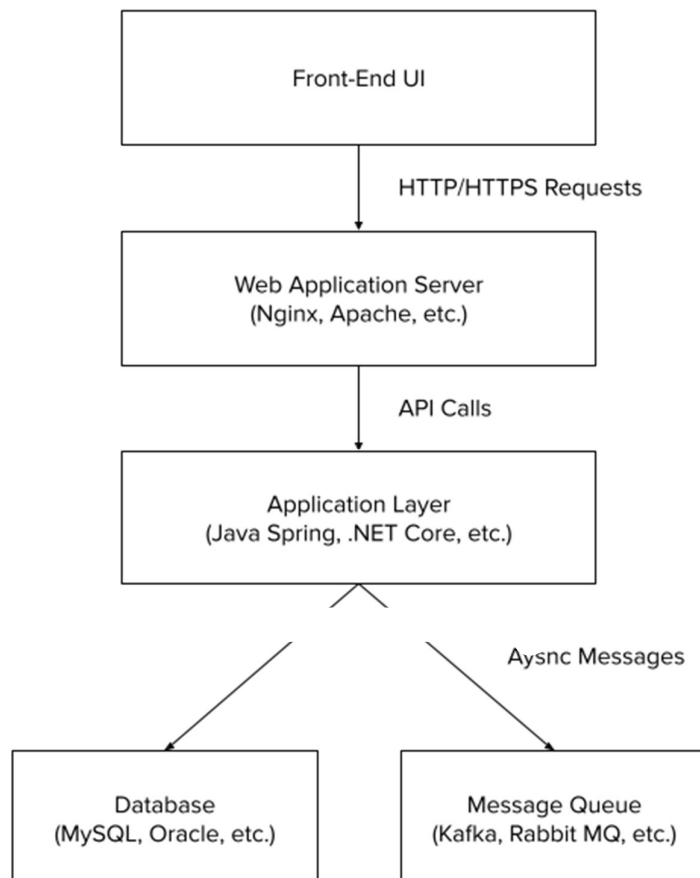 Front-End UI
HTTP/HTTPS Requests
Web Application Server
(Nginx, Apache, etc.)
API Calls
Application Layer
(Java Spring, .NET Core, etc.)
Aysnc Messages
Database
(MySQL, Oracle, etc.)
Message Queue
(Kafka, Rabbit MQ, etc.)